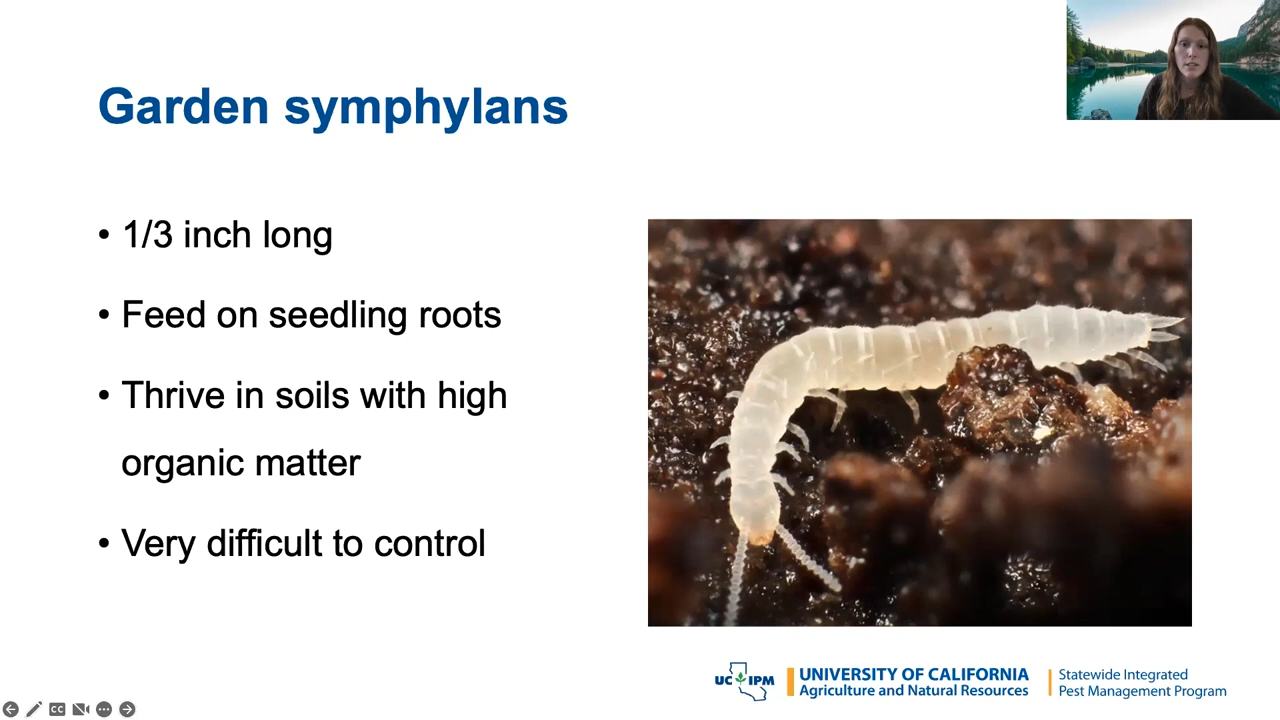 Garden symphylans
• 1/3 inch long
• Feed on seedling roots
• Thrive in soils with high
organic matter
• Very difficult to control
UC IPM
UNIVERSITY OF CALIFORNIA
Agriculture and Natural Resources
Statewide Integrated
Pest Management Program
CC